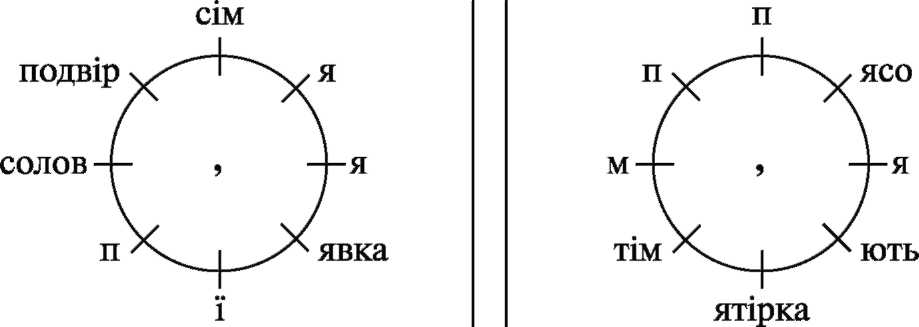 сім
подвір
я
солов
,
я
п
явка
ї
п
п
ясо
м
,
я
тім
ють
ятірка